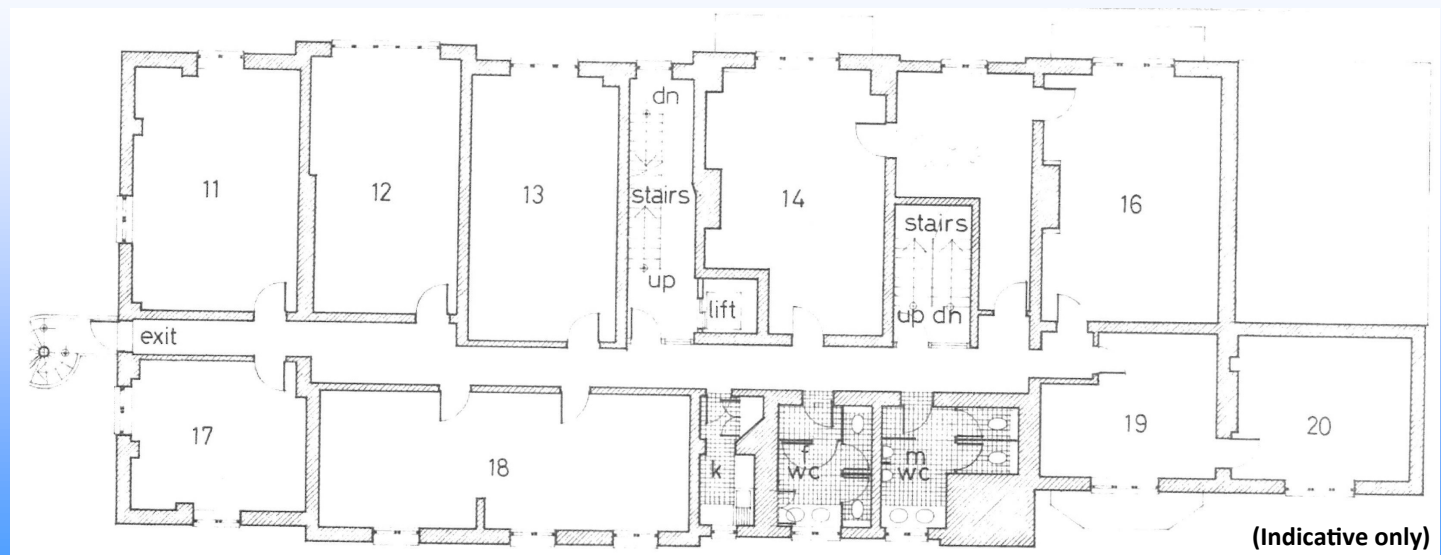 dn
11
12
13
stairs
14
16
stairs
up
lift
up dn
exit
17
18
k
f
wc
m
wc
19
20
(Indicative only)